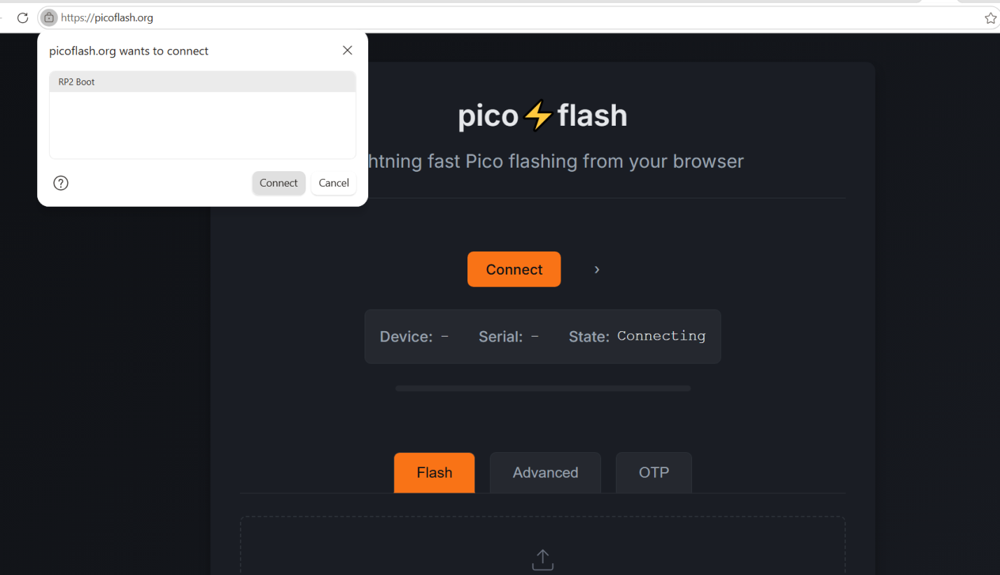 https://picoflash.org
picoflash.org wants to connect
RP2 Boot
Connect Cancel
pico⚡flash
htning fast Pico flashing from your browser
Connect ›
Device: – Serial: – State: Connecting
Flash Advanced OTP